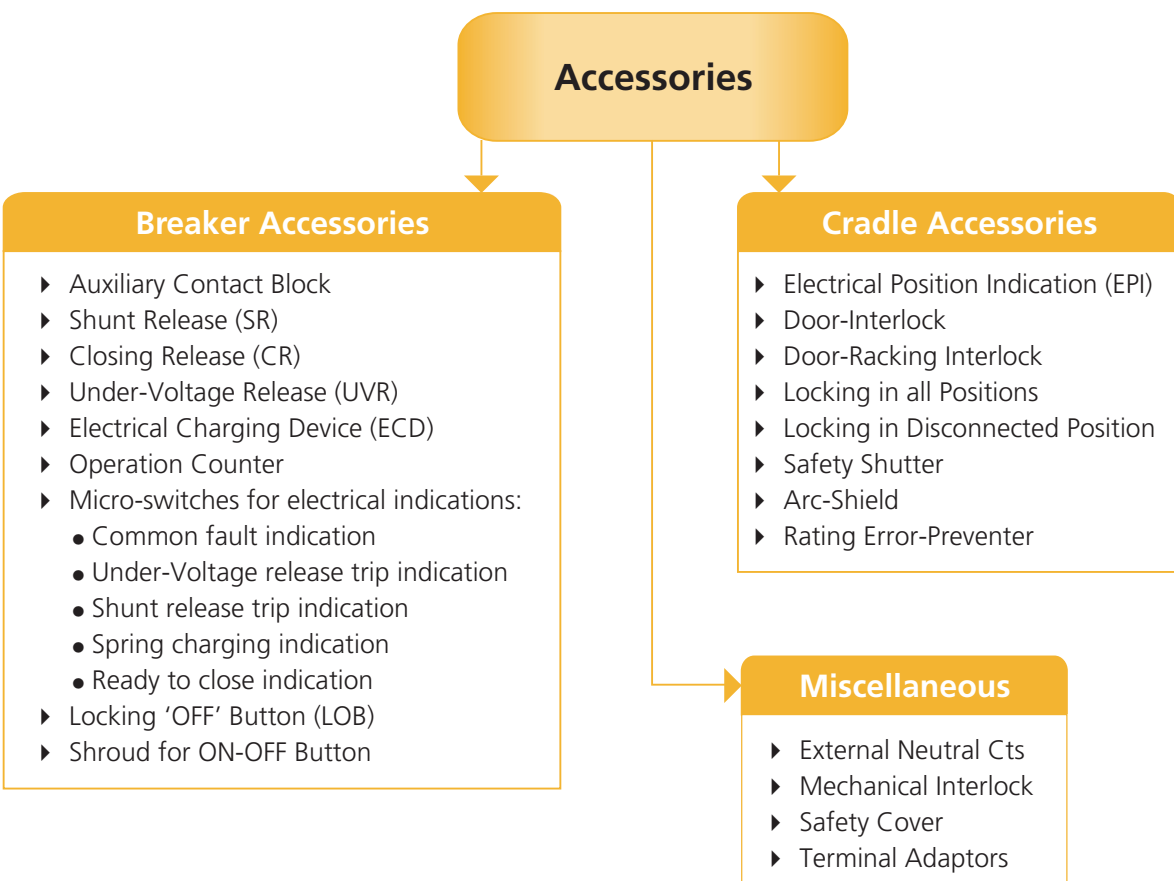 Accessories
Breaker Accessories
Auxiliary Contact Block
Shunt Release (SR)
Closing Release (CR)
Under-Voltage Release (UVR)
Electrical Charging Device (ECD)
Operation Counter
Micro-switches for electrical indications:
Common fault indication
Under-Voltage release trip indication
Shunt release trip indication
Spring charging indication
Ready to close indication
Locking ‘OFF’ Button (LOB)
Shroud for ON-OFF Button
Cradle Accessories
Electrical Position Indication (EPI)
Door-Interlock
Door-Racking Interlock
Locking in all Positions
Locking in Disconnected Position
Safety Shutter
Arc-Shield
Rating Error-Preventer
Miscellaneous
External Neutral Cts
Mechanical Interlock
Safety Cover
Terminal Adaptors